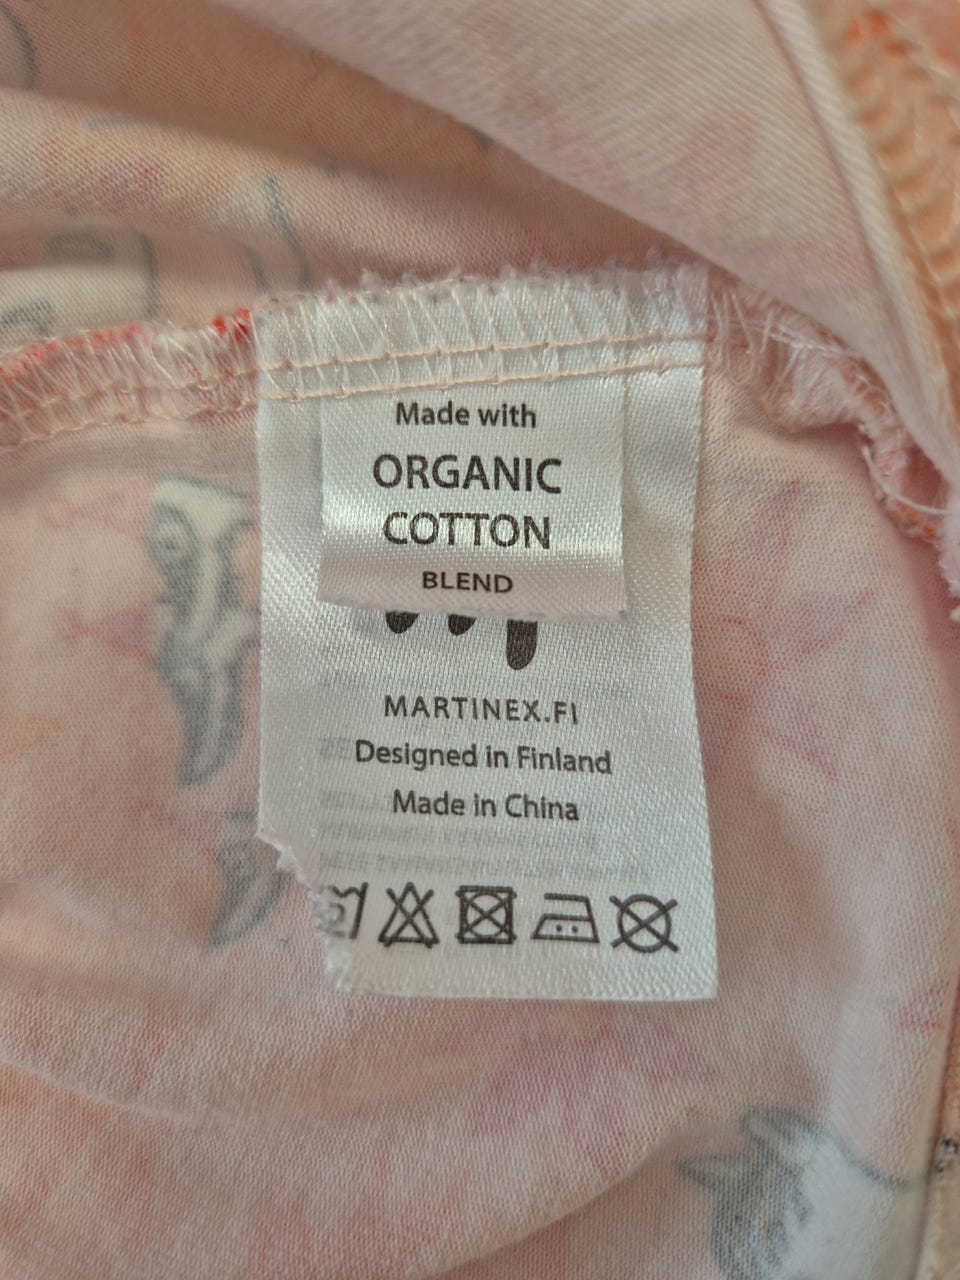 Made with
ORGANIC
COTTON
BLEND
MARTINEX.FI
Designed in Finland
Made in China